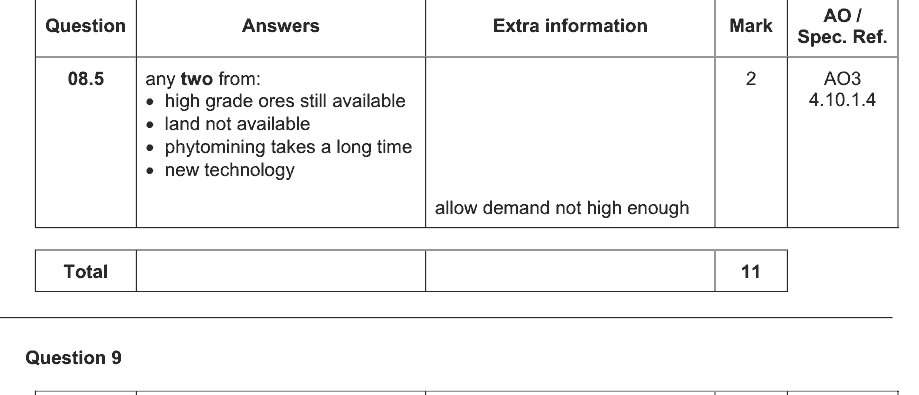 Question Answers Extra information Mark AO /
Spec. Ref.
08.5 any two from: 2 AO3
• high grade ores still available 4.10.1.4
• land not available
• phytomining takes a long time
• new technology
allow demand not high enough
Total 11
Question 9